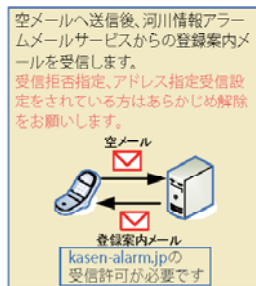 空メールへ送信後、河川情報アラー
ムメールサービスからの登録案内メ
ールを受信します。
受信拒否指定、アドレス指定受信設
定をされている方はあらかじめ解除
をお願いします。
空メール
登録案内メール
kasen-alarm.jpの
受信許可が必要です